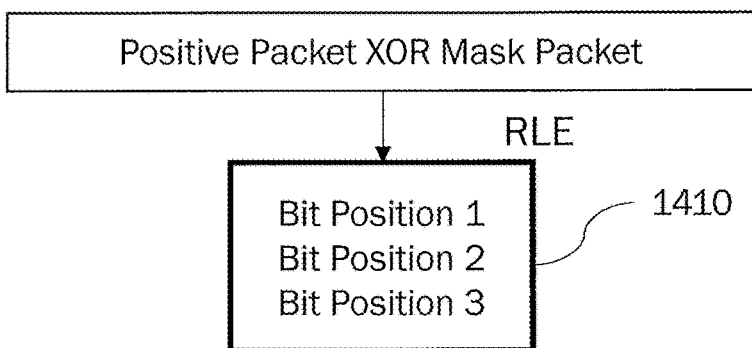 Positive Packet XOR Mask Packet
RLE
Bit Position 1
1410
Bit Position 2
Bit Position 3